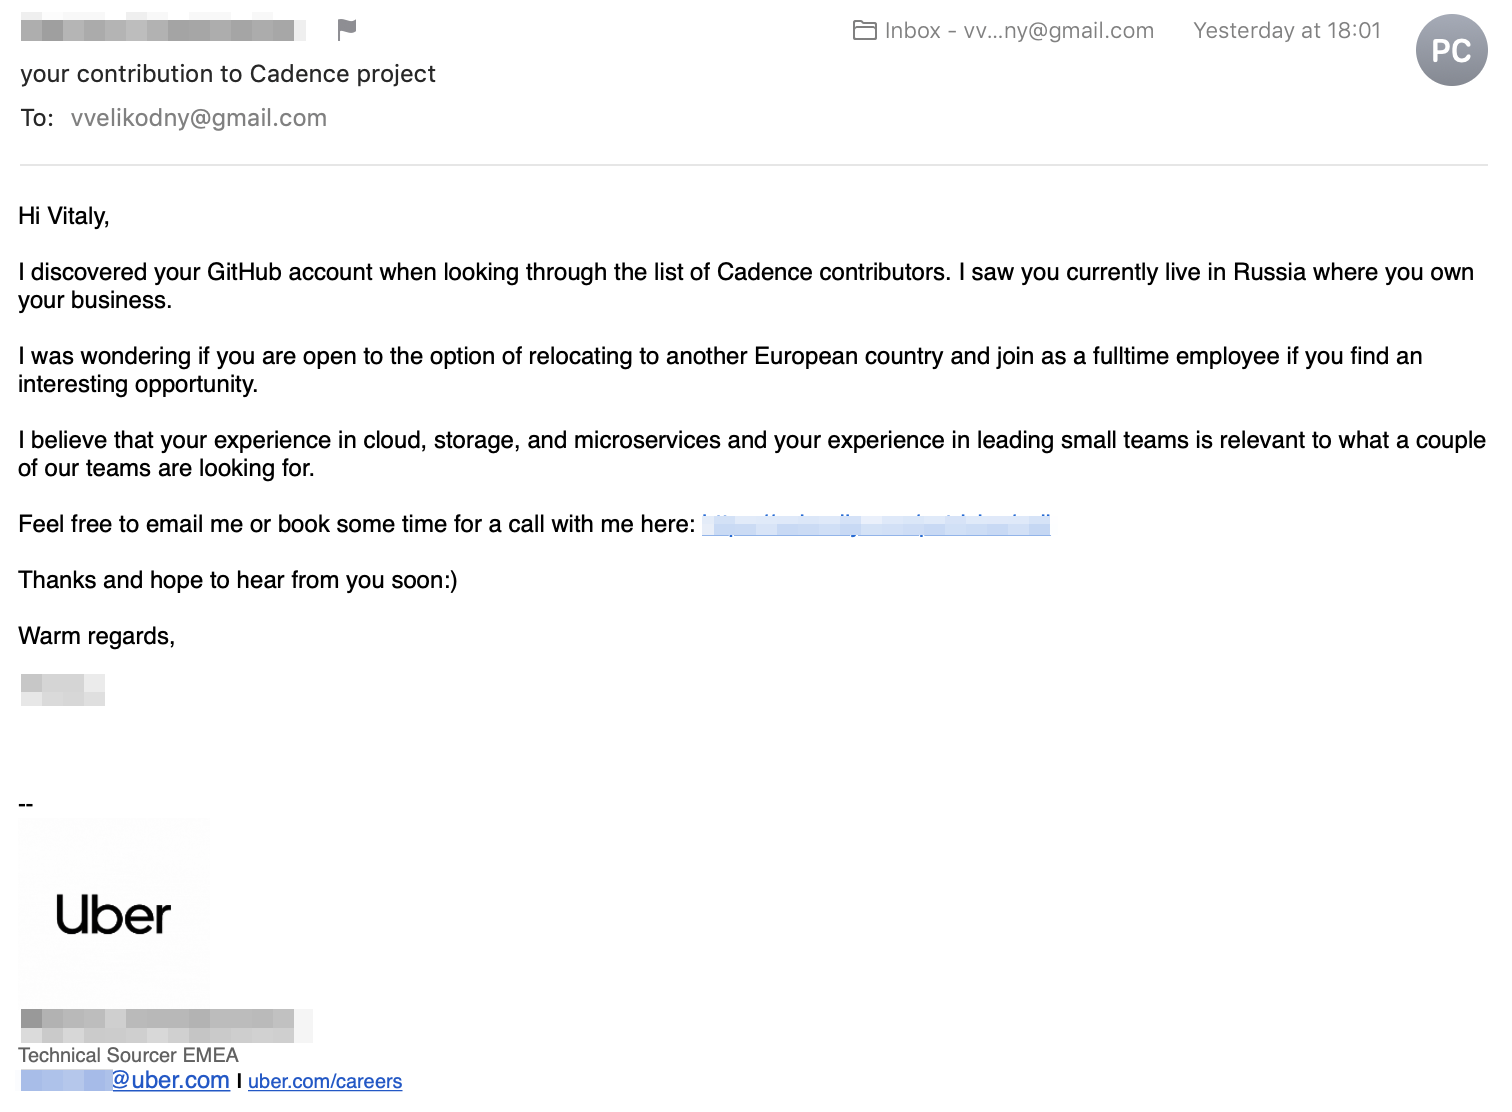 Inbox - vv...ny@gmail.com Yesterday at 18:01
PC
your contribution to Cadence project
To: vvelikodny@gmail.com
Hi Vitaly,
I discovered your GitHub account when looking through the list of Cadence contributors. I saw you currently live in Russia where you own
your business.
I was wondering if you are open to the option of relocating to another European country and join as a fulltime employee if you find an
interesting opportunity.
I believe that your experience in cloud, storage, and microservices and your experience in leading small teams is relevant to what a couple
of our teams are looking for.
Feel free to email me or book some time for a call with me here:
Thanks and hope to hear from you soon:)
Warm regards,
--
Uber
Technical Sourcer EMEA
@uber.com I uber.com/careers